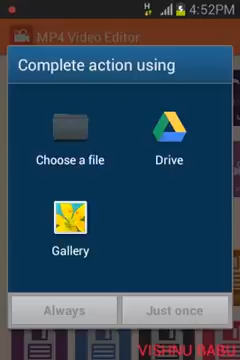 H
4:52PM
MP4 Video Editor
Complete action using
Choose a file
Drive
Gallery
Always
Just once
VISHNU BABU